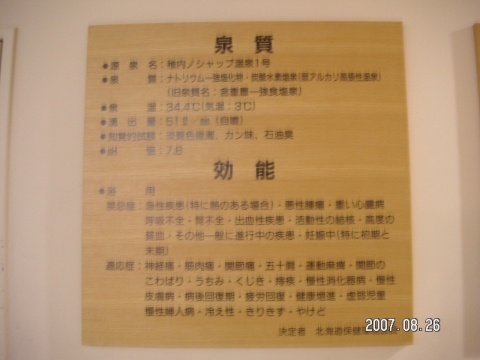 泉質
●源泉名：稚内ノシャップ温泉1号
●泉質：ナトリウム－強塩化物・炭酸水素塩泉(弱アルカリ高張性温泉)
(旧泉質名：含重曹－強食塩泉)
●泉温：34.4℃(気温：3℃)
●湧出量：51ℓ/min(自噴)
●知覚的試験：微黄色微濁、カン味、石油臭
●pH 値：7.6
効能
禁忌症：急性疾患(特に熱のある場合)・悪性腫瘍・重い心臓病
呼吸不全・腎不全・出血性疾患・活動性の結核・高度の
貧血・その他一般に進行中の疾患・妊娠中(特に初期と
末期)
適応症：神経痛・筋肉痛・関節痛・五十肩・運動麻痺・関節の
こわばり・うちみ・くじき・痔疾・慢性消化器病・慢性
皮膚病・病後回復期・疲労回復・健康増進・虚弱児童
慢性婦人病・冷え性・きりきず・やけど
決定者 北海道保健
2007.08.26